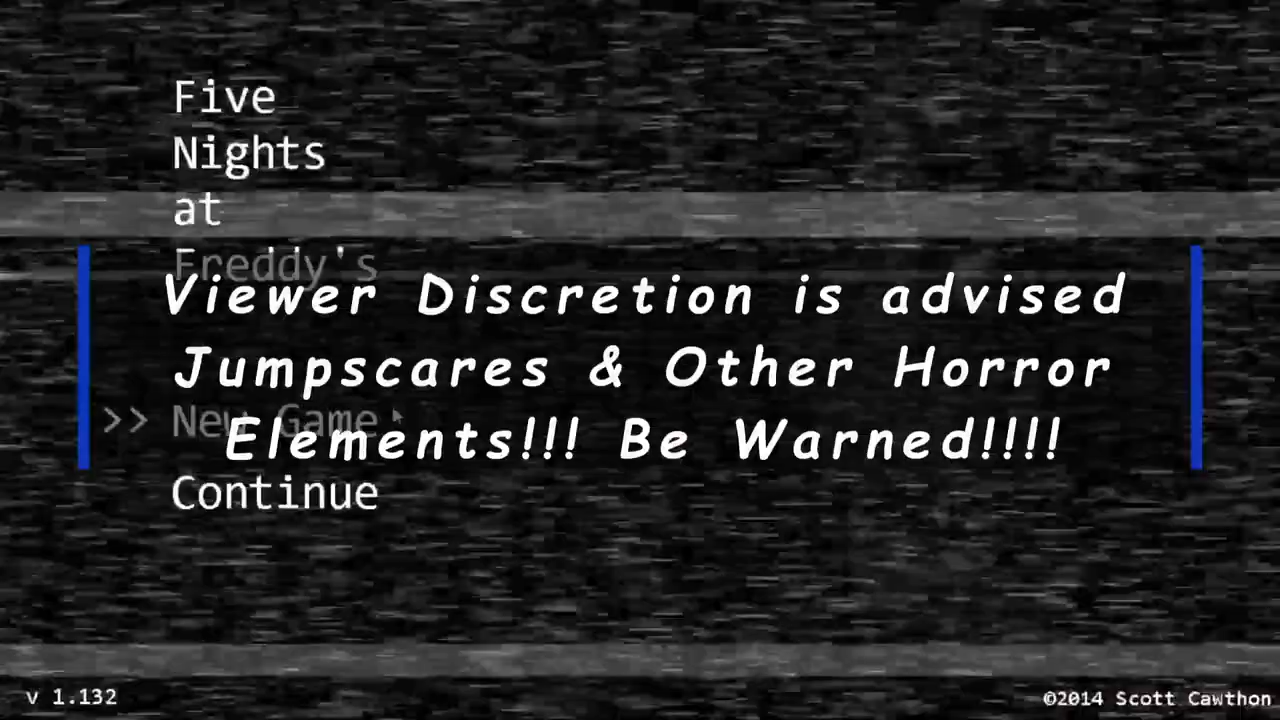 Five
Nights
at
Freddy's
Viewer Discretion is advised
Jumpscares & Other Horror
Elements!!! Be Warned!!!!
>> New Game
Continue
v 1.132
©2014 Scott Cawthon